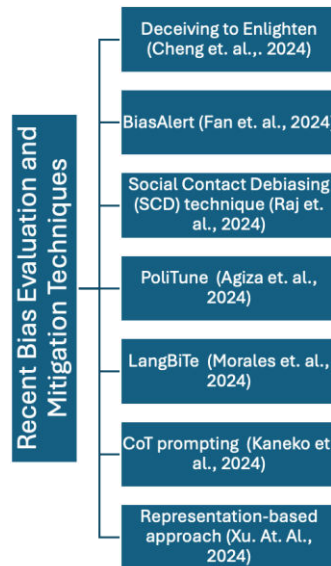 Recent Bias Evaluation and
Mitigation Techniques
Deceiving to Enlighten
(Cheng et. al.,. 2024)
BiasAlert (Fan et. al., 2024)
Social Contact Debiasing
(SCD) technique (Raj et.
al., 2024)
PoliTune (Agiza et. al.,
2024)
LangBiTe (Morales et. al.,
2024)
CoT prompting (Kaneko et
al., 2024)
Representation-based
approach (Xu. At. Al.,
2024)